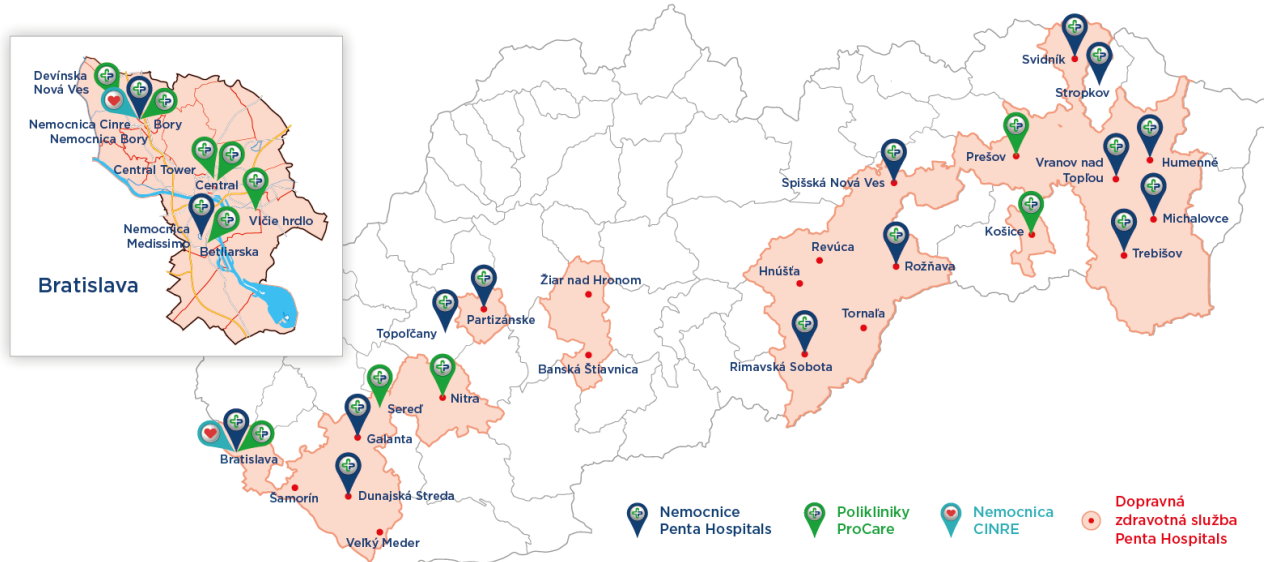 Devínska
Nová Ves
Nemocnica Cinre
Bory
Nemocnica Bory
Central Tower
Central
Vlčie hrdlo
Nemocnica
Medissimo
Betliarska
Bratislava
Svidník
Stropkov
Prešov
Vranov nad
Topľou
Humenné
Spišská Nová Ves
Michalovce
Košice
Trebišov
Revúca
Rožňava
Hnúšťa
Tornaľa
Rimavská Sobota
Žiar nad Hronom
Banská Štiavnica
Partizánske
Topoľčany
Nitra
Sereď
Galanta
Bratislava
Šamorín
Dunajská Streda
Veľký Meder
Nemocnice
Penta Hospitals
Polikliniky
ProCare
Nemocnica
CINRE
Dopravná
zdravotná služba
Penta Hospitals